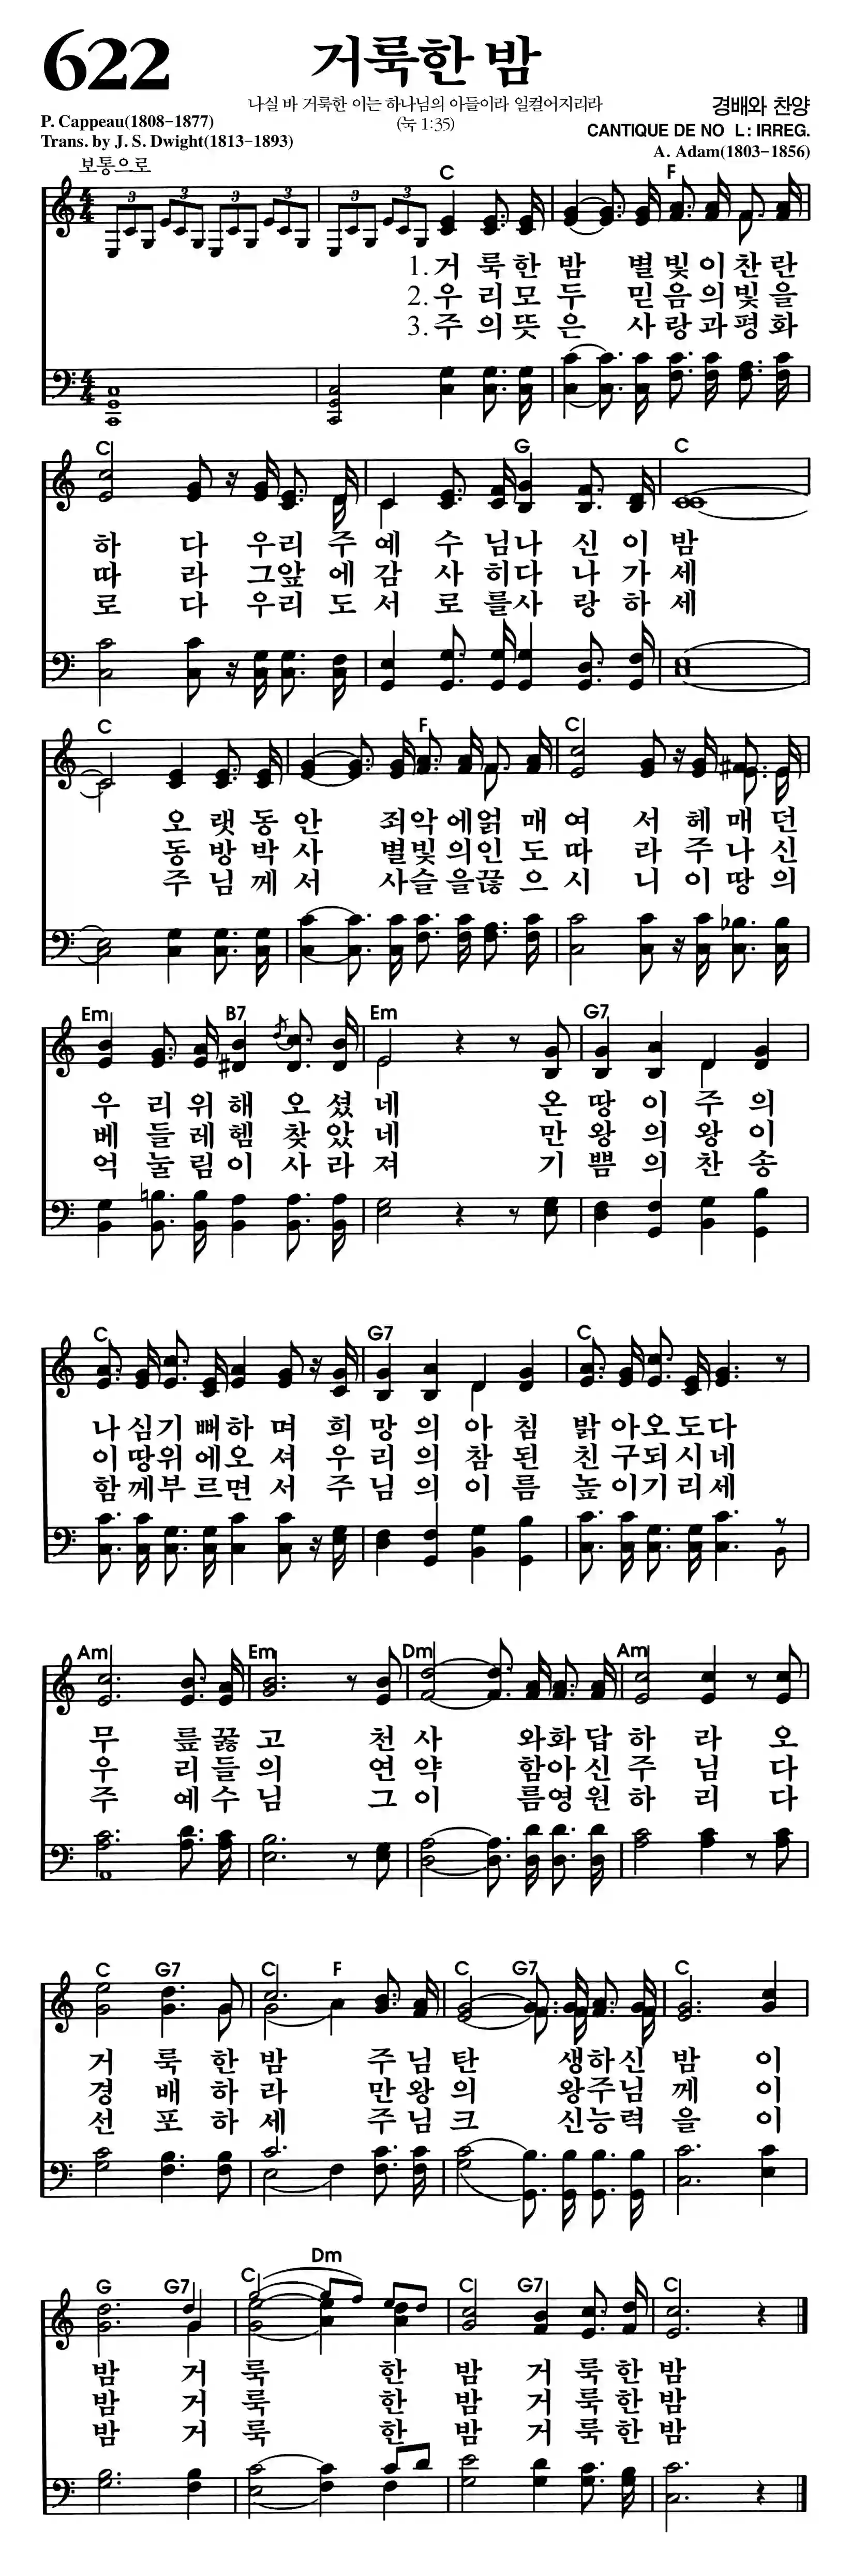 622
거룩한 밤
나실 바 거룩한 이는 하나님의 아들이라 일컬어지리라
(눅 1:35)
경배와 찬양
P. Cappeau(1808-1877)
Trans. by J. S. Dwight(1813-1893)
CANTIQUE DE NO L: IRREG.
A. Adam(1803-1856)
보통으로
3 3 3 3 3 3
C F
1. 거 룩 한 밤 별 빛 이 찬 란
2. 우 리 모 두 믿 음 의 빛 을
3. 주 의 뜻 은 사 랑 과 평 화
C G C
하 다 우리 주 예 수 님나 신 이 밤
따 라 그앞 에 감 사 히다 나 가 세
로 다 우리 도 서 로 를사 랑 하 세
C F C
오 랫 동 안 죄악 에얽 매 여 서 헤 매 던
동 방 박 사 별빛 의인 도 따 라 주 나 신
주 님 께 서 사슬 을끊 으 시 니 이 땅 의
Em B7 Em G7
우 리 위 해 오 셨 네 온 땅 이 주 의
베 들 레 헴 찾 았 네 만 왕 의 왕 이
억 눌 림 이 사 라 져 기 쁨 의 찬 송
C G7 C
나 심 기 뻐 하 며 희 망 의 아 침 밝 아오 도다
이 땅 위 에오 셔 우 리 의 참 된 친 구되 시네
함 께 부 르면 서 주 님 의 이 름 높 이기 리세
Am Em Dm Am
무 릎 꿇 고 천 사 와화 답 하 라 오
우 리 들 의 연 약 함아 신 주 님 다
주 예 수 님 그 이 름영 원 하 리 다
C G7 C F C G7 C
거 룩 한 밤 주 님 탄 생하 신 밤 이
경 배 하 라 만 왕 의 왕주 님 께 이
선 포 하 세 주 님 크 신능 력 을 이
G G7 C Dm C G7 C
밤 거 룩 한 밤 거 룩 한 밤
밤 거 룩 한 밤 거 룩 한 밤
밤 거 룩 한 밤 거 룩 한 밤